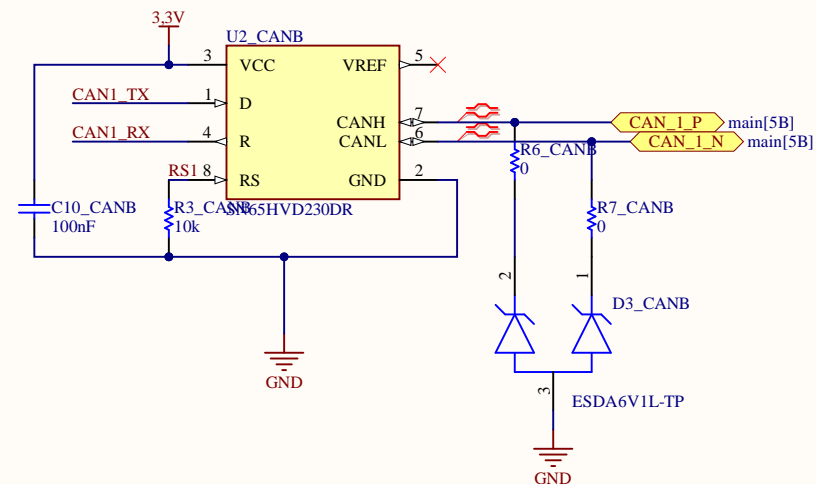 3,3V
U2_CANB
3 VCC VREF 5
CAN1_TX 1 D
CANH 7 CAN_1_P main[5B]
CAN1_RX 4 R CANL 6 CAN_1_N main[5B]
R6_CANB
0
RS1 8 RS GND 2
C10_CANB
100nF
R3_CANB
10k
SN65HVD230DR
R7_CANB
0
2 1
D3_CANB
GND
3
ESDA6V1L-TP
GND